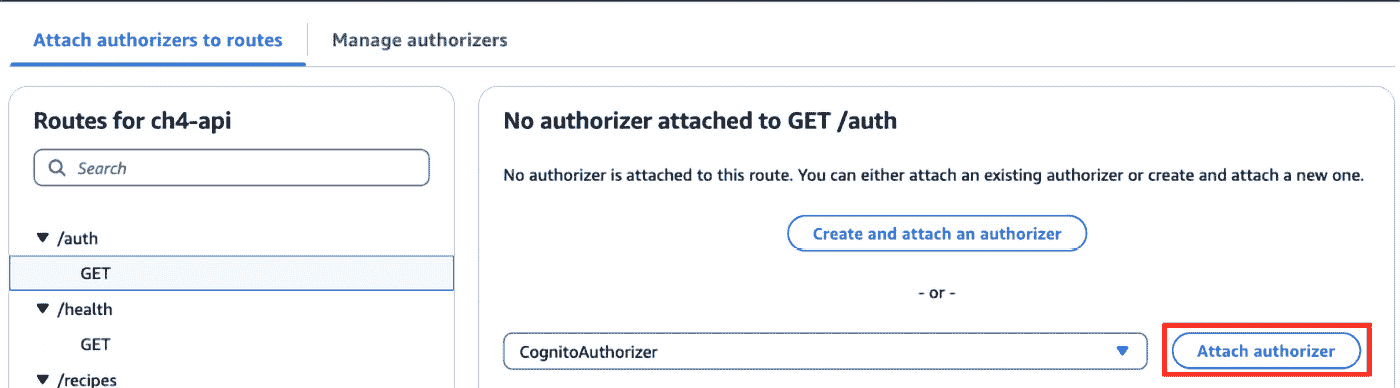 Attach authorizers to routes
Manage authorizers
Routes for ch4-api
Search
/auth
GET
/health
GET
/recipes
No authorizer attached to GET /auth
No authorizer is attached to this route. You can either attach an existing authorizer or create and attach a new one.
Create and attach an authorizer
- or -
CognitoAuthorizer
Attach authorizer